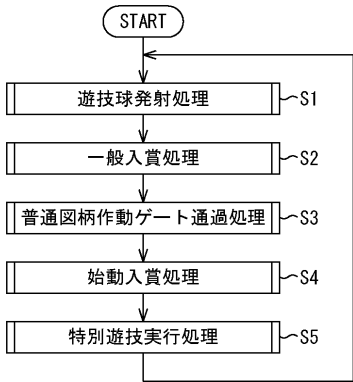 START
遊技球発射処理 S1
一般入賞処理 S2
普通図柄作動ゲート通過処理 S3
始動入賞処理 S4
特別遊技実行処理 S5